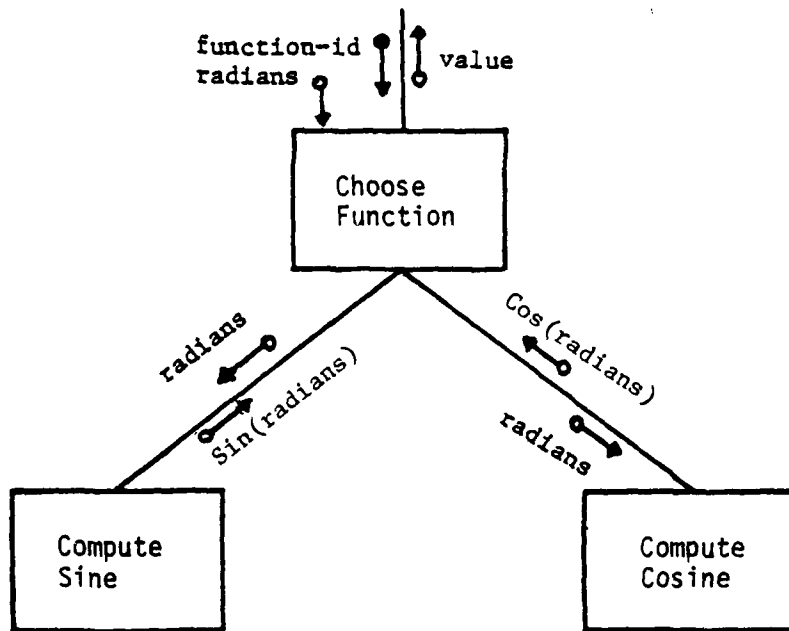 function-id
radians
value
Choose
Function
radians
Sin(radians)
Cos(radians)
radians
Compute
Sine
Compute
Cosine